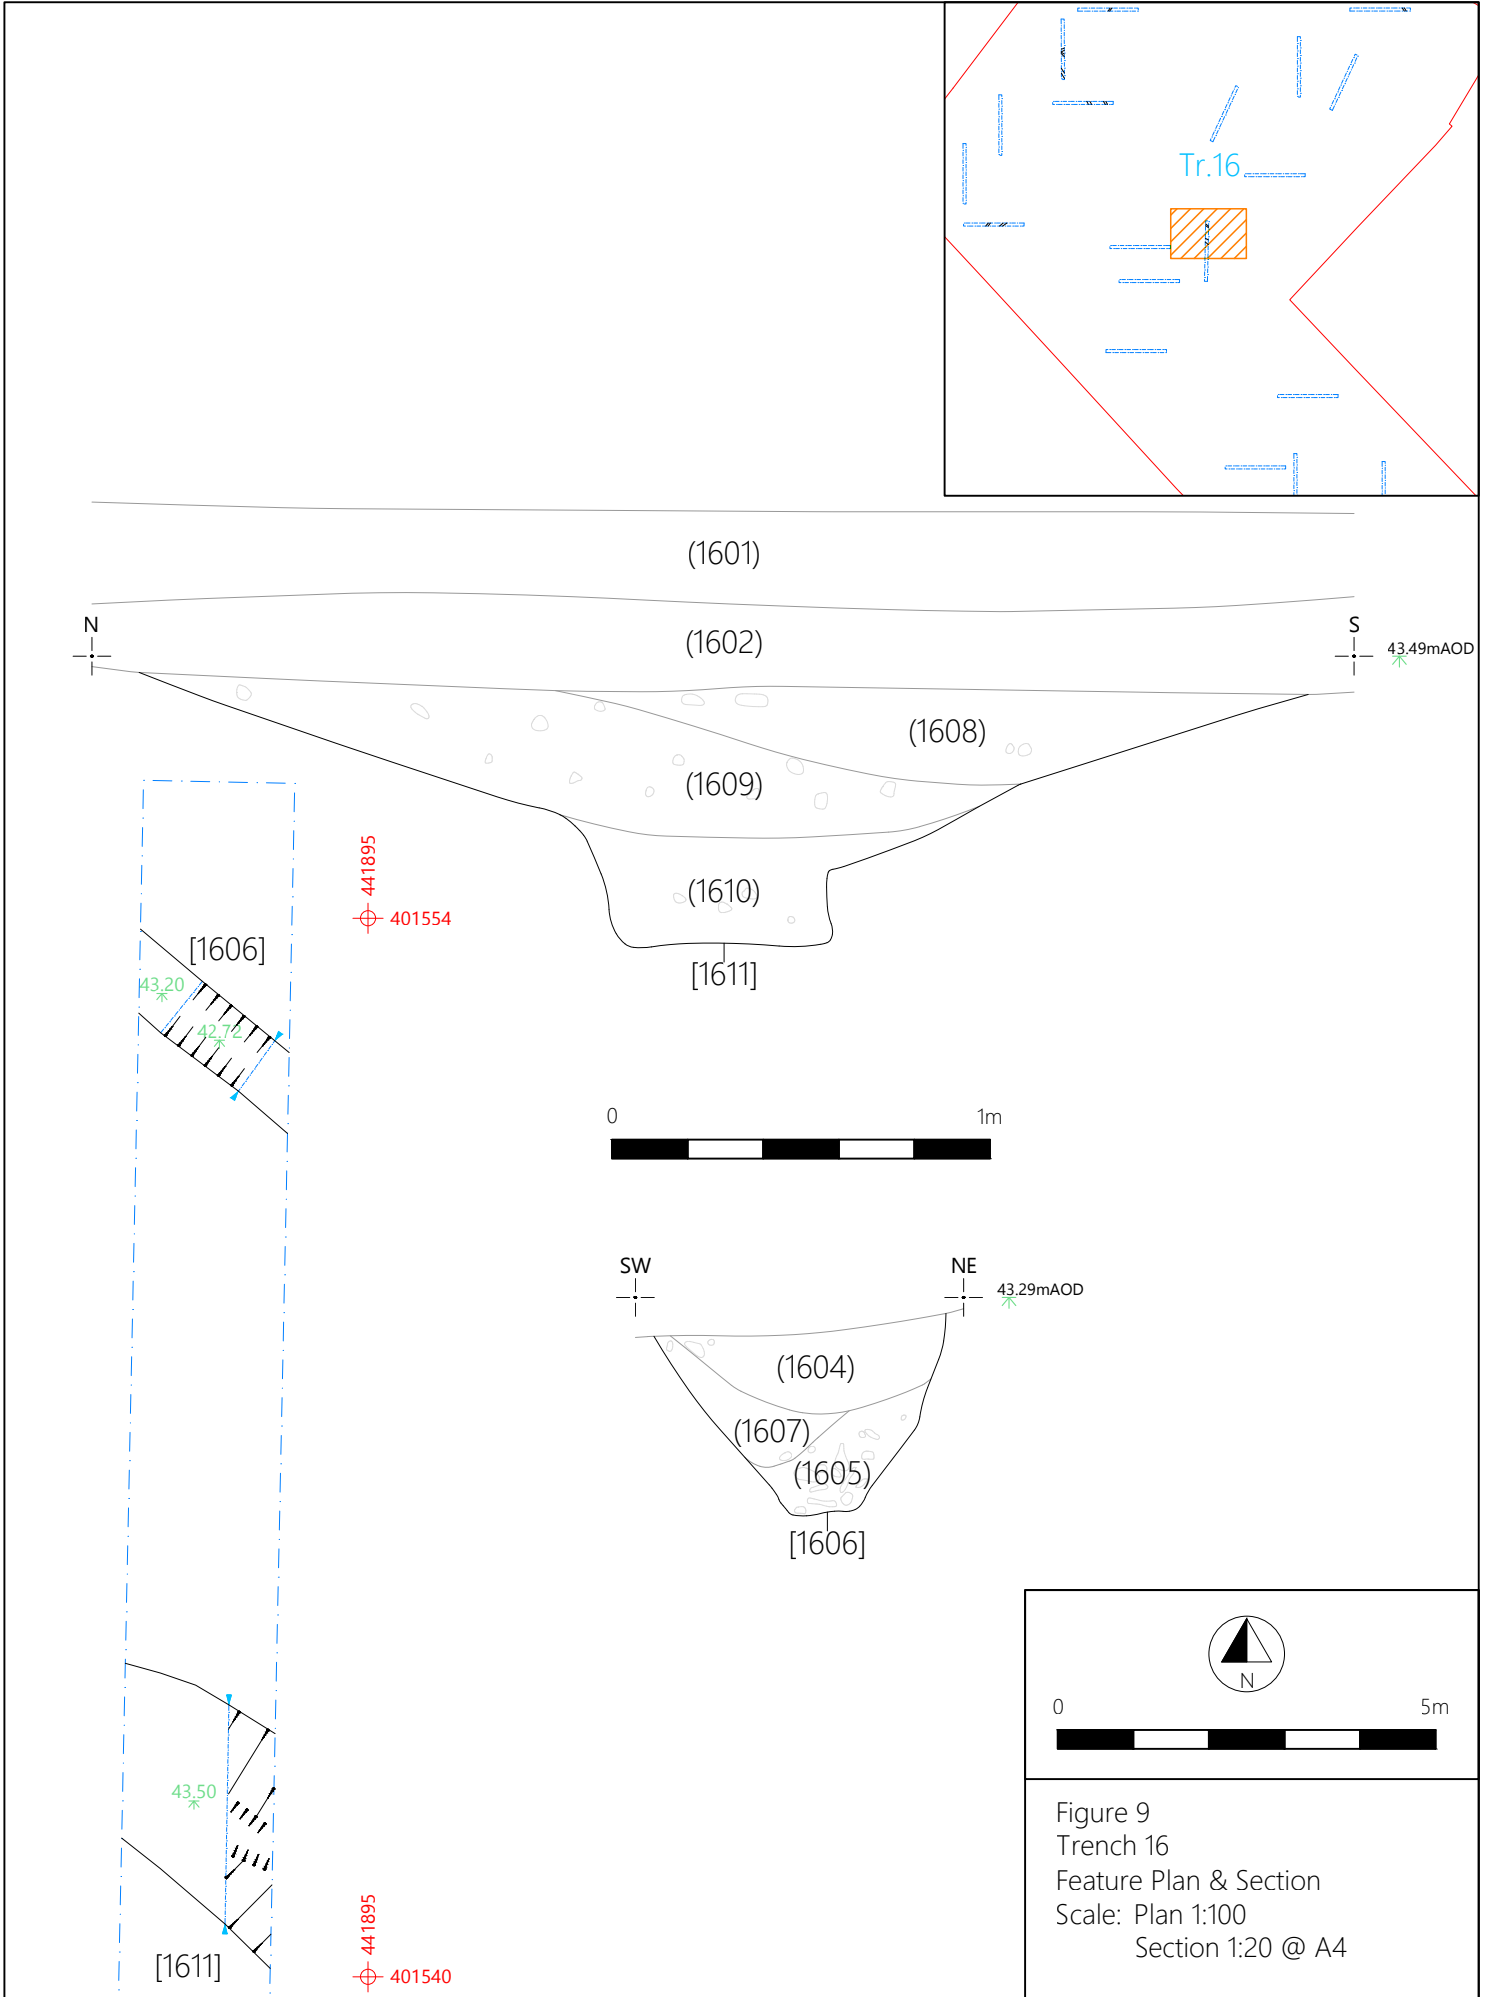 Tr.16
(1601)
(1602)
N
S
43.49mAOD
(1608)
(1609)
(1610)
[1611]
441895
401554
[1606]
43.20
42.72
0
1m
SW
NE
43.29mAOD
(1604)
(1607)
(1605)
[1606]
43.50
[1611]
441895
401540
N
0
5m
Figure 9
Trench 16
Feature Plan & Section
Scale: Plan 1:100
Section 1:20 @ A4